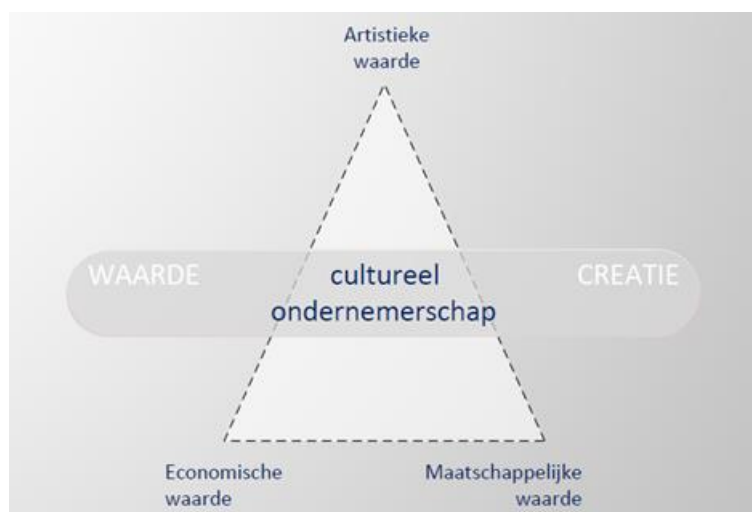 Artistieke
waarde
WAARDE
cultureel
ondernemerschap
CREATIE
Economische
waarde
Maatschappelijke
waarde